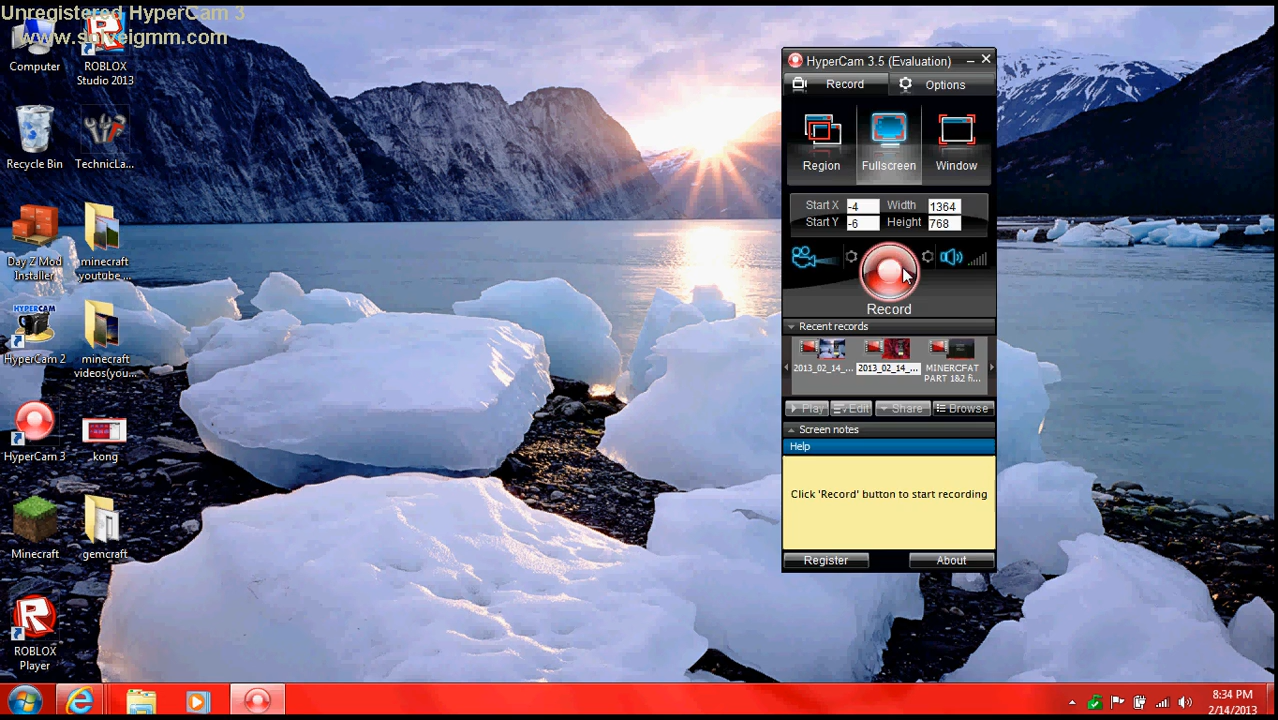 Unregistered HyperCam 3
www.solveigmm.com
Computer
ROBLOX
Studio 2013
Recycle Bin
TechnicLa...
Day Z Mod
Installer
minecraft
youtube ...
HYPERCAM
HyperCam 2
minecraft
videos(you...
HyperCam 3
kong
Minecraft
gemcraft
ROBLOX
Player
HyperCam 3.5 (Evaluation)
Record
Options
Region
Fullscreen
Window
Start X -4 Width 1364
Start Y -6 Height 768
Record
Recent records
2013_02_14_...
2013_02_14_...
MINERCFAT
PART 1&2 fi...
Play
Edit
Share
Browse
Screen notes
Help
Click 'Record' button to start recording
Register
About
8:34 PM
2/14/2013